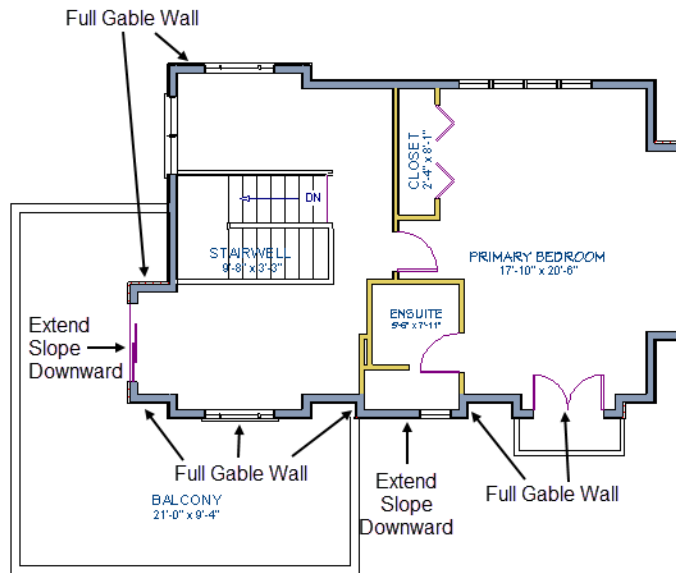 Full Gable Wall
CLOSET
2'-4" x 8'-1"
DN
STAIRWELL
9'-8" x 3'-3"
PRIMARY BEDROOM
17'-10" x 20'-6"
ENSUITE
5'-6" x 7'-11"
Extend
Slope
Downward
Full Gable Wall
Extend
Slope
Downward
Full Gable Wall
BALCONY
21'-0" x 9'-4"